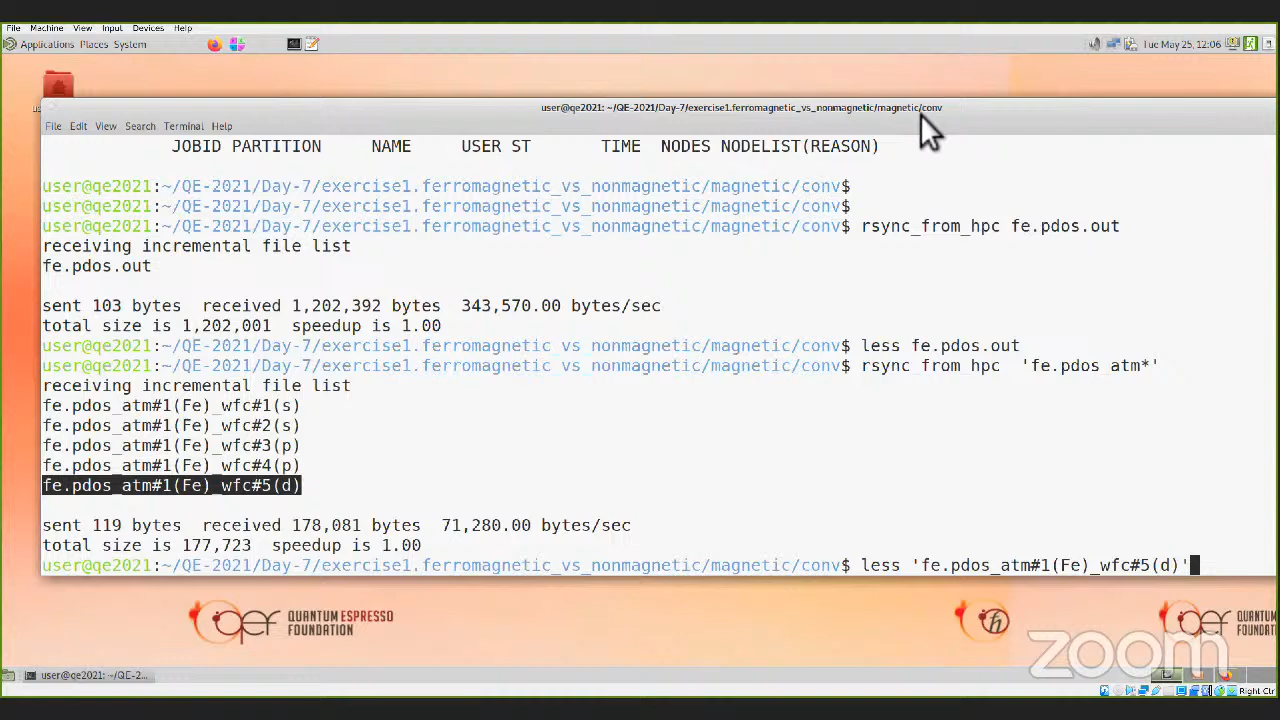 File Machine View Input Devices Help
Applications Places System
Tue May 25, 12:06
user@qe2021: ~/QE-2021/Day-7/exercise1.ferromagnetic_vs_nonmagnetic/magnetic/conv
File Edit View Search Terminal Help
JOBID PARTITION NAME USER ST TIME NODES NODELIST(REASON)
user@qe2021:~/QE-2021/Day-7/exercise1.ferromagnetic_vs_nonmagnetic/magnetic/conv$
user@qe2021:~/QE-2021/Day-7/exercise1.ferromagnetic_vs_nonmagnetic/magnetic/conv$
user@qe2021:~/QE-2021/Day-7/exercise1.ferromagnetic_vs_nonmagnetic/magnetic/conv$ rsync_from_hpc fe.pdos.out
receiving incremental file list
fe.pdos.out
sent 103 bytes received 1,202,392 bytes 343,570.00 bytes/sec
total size is 1,202,001 speedup is 1.00
user@qe2021:~/QE-2021/Day-7/exercise1.ferromagnetic_vs_nonmagnetic/magnetic/conv$ less fe.pdos.out
user@qe2021:~/QE-2021/Day-7/exercise1.ferromagnetic_vs_nonmagnetic/magnetic/conv$ rsync_from_hpc 'fe.pdos_atm*'
receiving incremental file list
fe.pdos_atm#1(Fe)_wfc#1(s)
fe.pdos_atm#1(Fe)_wfc#2(s)
fe.pdos_atm#1(Fe)_wfc#3(p)
fe.pdos_atm#1(Fe)_wfc#4(p)
fe.pdos_atm#1(Fe)_wfc#5(d)
sent 119 bytes received 178,081 bytes 71,280.00 bytes/sec
total size is 177,723 speedup is 1.00
user@qe2021:~/QE-2021/Day-7/exercise1.ferromagnetic_vs_nonmagnetic/magnetic/conv$ less 'fe.pdos_atm#1(Fe)_wfc#5(d)'
QUANTUM ESPRESSO
FOUNDATION
QUANTUM
FOUNDAT
zoom
user@qe2021: ~/QE-2...
Right Ctrl